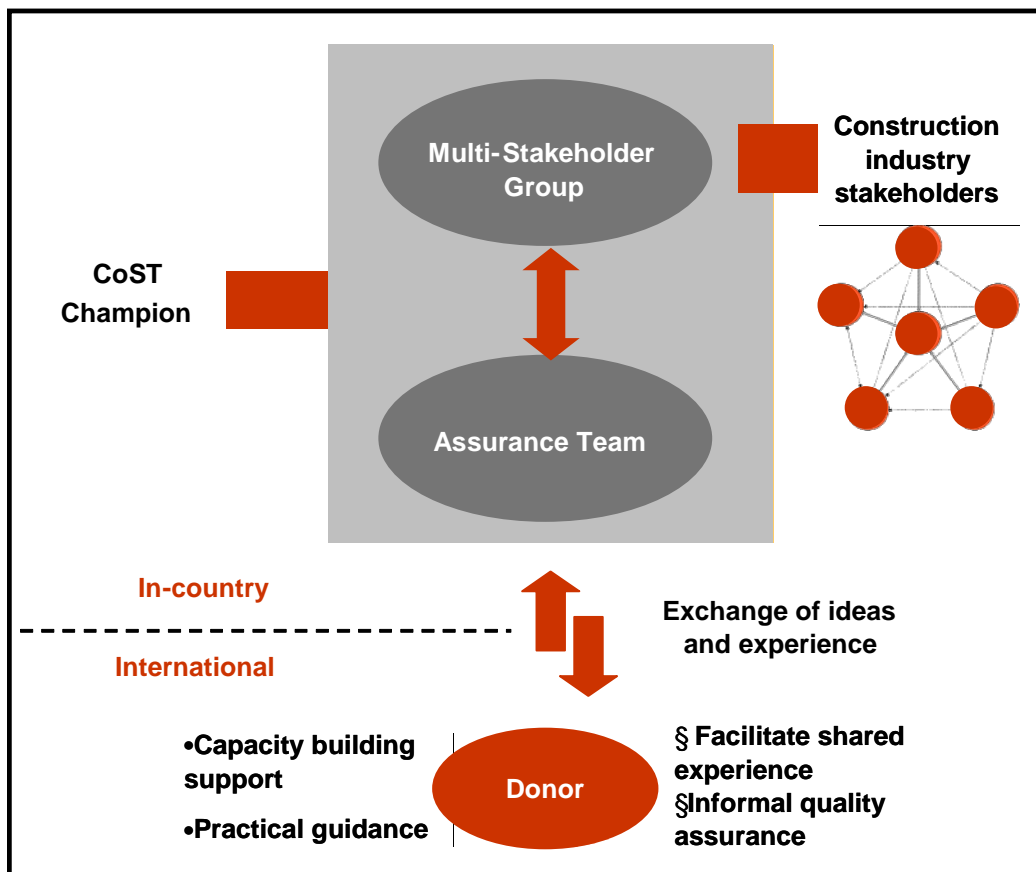 Multi-Stakeholder
Group
Construction
industry
stakeholders
CoST
Champion
Assurance Team
In-country
International
Exchange of ideas
and experience
•Capacity building
support
•Practical guidance
Donor
§ Facilitate shared
experience
§Informal quality
assurance